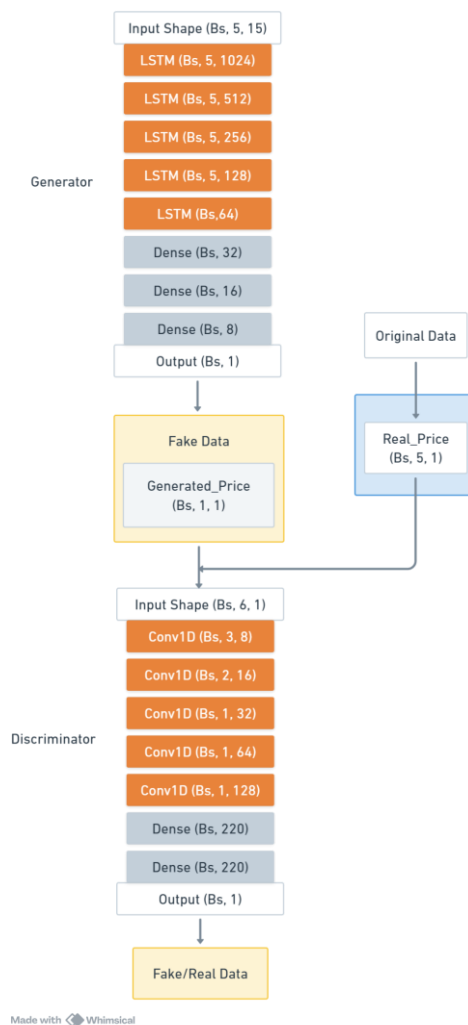 Input Shape (Bs, 5, 15)
LSTM (Bs, 5, 1024)
LSTM (Bs, 5, 512)
LSTM (Bs, 5, 256)
Generator
LSTM (Bs, 5, 128)
LSTM (Bs,64)
Dense (Bs, 32)
Dense (Bs, 16)
Dense (Bs, 8)
Output (Bs, 1)
Original Data
Fake Data
Generated_Price
(Bs, 1, 1)
Real_Price
(Bs, 5, 1)
Input Shape (Bs, 6, 1)
Conv1D (Bs, 3, 8)
Conv1D (Bs, 2, 16)
Conv1D (Bs, 1, 32)
Discriminator
Conv1D (Bs, 1, 64)
Conv1D (Bs, 1, 128)
Dense (Bs, 220)
Dense (Bs, 220)
Output (Bs, 1)
Fake/Real Data
Made with Whimsical